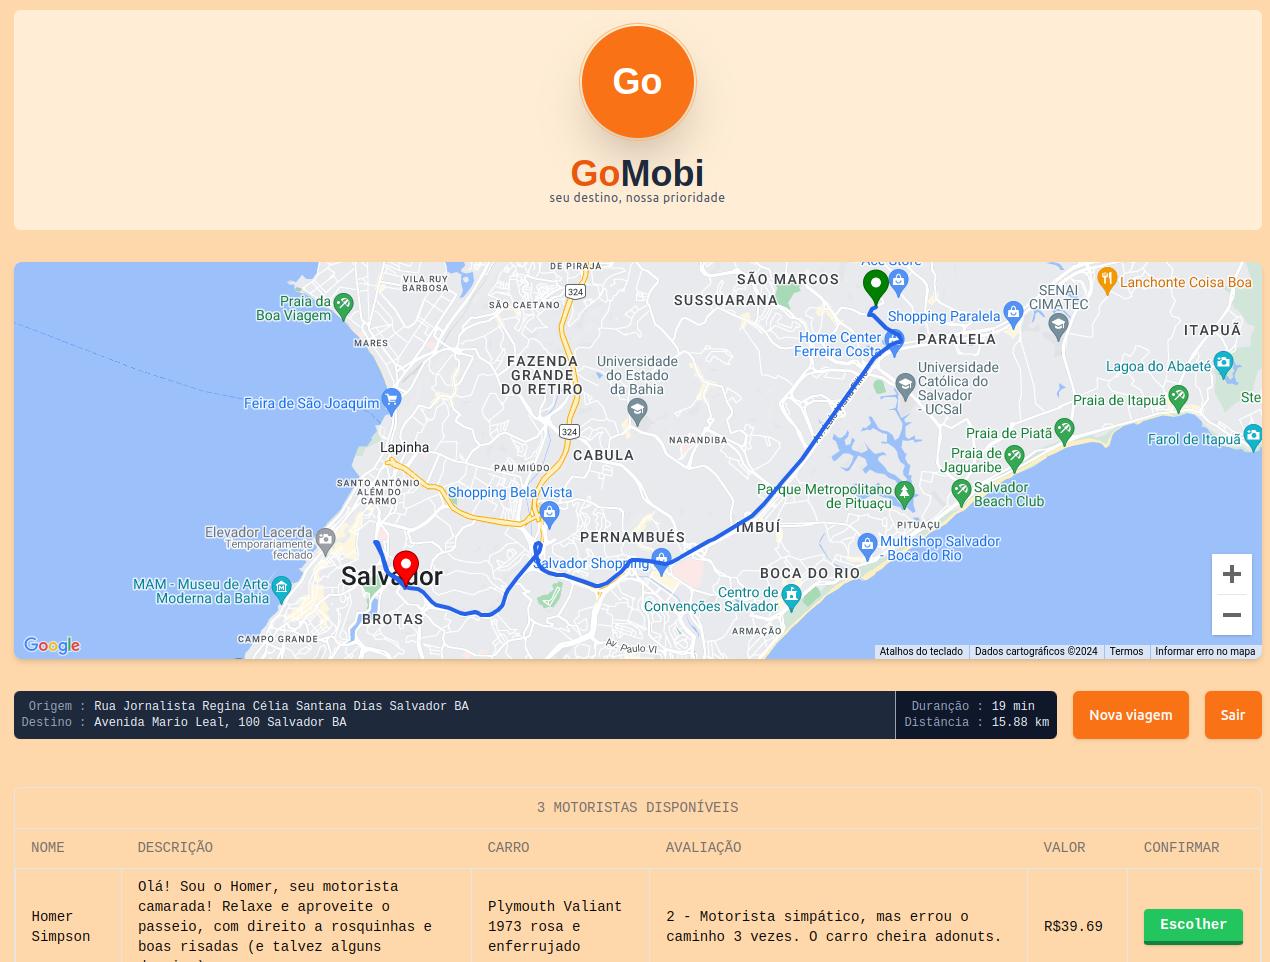 Go
GoMobi
seu destino, nossa prioridade
DE PIRAJÁ
VILA RUY
BARBOSA
SÃO CAETANO
324
SÃO MARCOS
Ace Store
SUSSUARANA
Lanchonte Coisa Boa
SENAI
CIMATEC
Praia da
Boa Viagem
Shopping Paralela
ITAPUÃ
MARES
Home Center
Ferreira Costa
PARALELA
FAZENDA
GRANDE
DO RETIRO
Universidade
do Estado
da Bahia
Universidade
Católica do
Salvador
- UCSal
Lagoa do Abaeté
Feira de São Joaquim
Praia de Itapuã
Ste
324
Praia de Piatã
Farol de Itapuã
Lapinha
NARANDIBA
CABULA
PAU MIÚDO
Praia de
Jaguaribe
SANTO ANTÔNIO
ALÉM DO
CARMO
Shopping Bela Vista
Parque Metropolitano
de Pituaçu
Salvador
Beach Club
PITUAÇU
IMBUÍ
Elevador Lacerda
Temporariamente
fechado
PERNAMBUÉS
Multishop Salvador
- Boca do Rio
Salvador Shopping
Salvador
BOCA DO RIO
MAM - Museu de Arte
Moderna da Bahia
Centro de
Convenções Salvador
BROTAS
ARMAÇÃO
CAMPO GRANDE
Av. Paulo VI
Google
Atalhos do teclado
Dados cartográficos ©2024
Termos
Informar erro no mapa
Origem : Rua Jornalista Regina Célia Santana Dias Salvador BA
Destino : Avenida Mario Leal, 100 Salvador BA
Duranção : 19 min
Distância : 15.88 km
Nova viagem
Sair
3 MOTORISTAS DISPONÍVEIS
NOME DESCRIÇÃO CARRO AVALIAÇÃO VALOR CONFIRMAR
Homer
Simpson
Olá! Sou o Homer, seu motorista
camarada! Relaxe e aproveite o
passeio, com direito a rosquinhas e
boas risadas (e talvez alguns
Plymouth Valiant
1973 rosa e
enferrujado
2 - Motorista simpático, mas errou o
caminho 3 vezes. O carro cheira adonuts.
R$39.69
Escolher